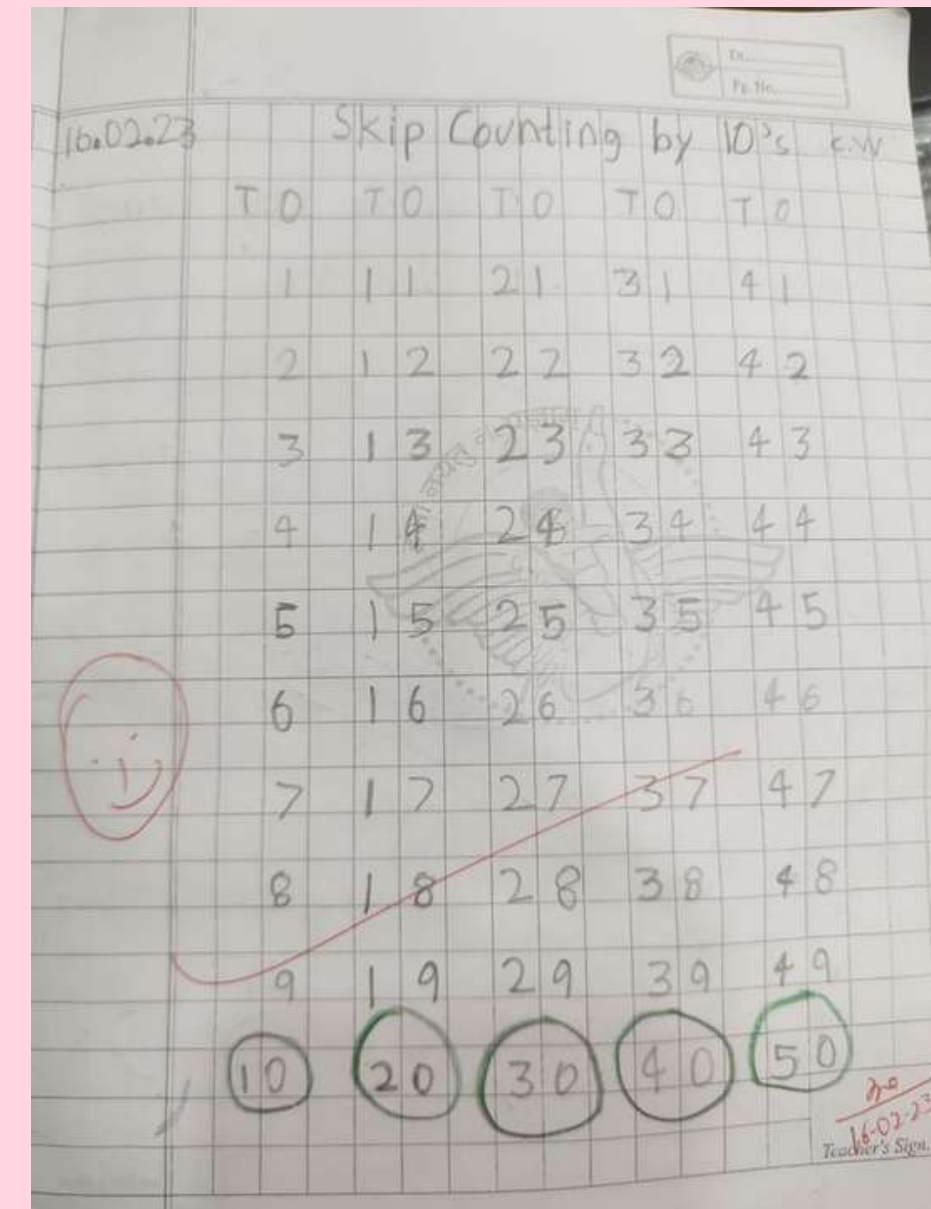 Dt.
Pg. No.
16.02.23 Skip Counting by 10's C.W
T O T O T O T O T O
1 11 21 31 41
2 12 22 32 42
3 13 23 33 43
4 14 24 34 44
5 15 25 35 45
6 16 26 36 46
7 17 27 37 47
8 18 28 38 48
9 19 29 39 49
10 20 30 40 50
16-02-23
Teacher's Sign.